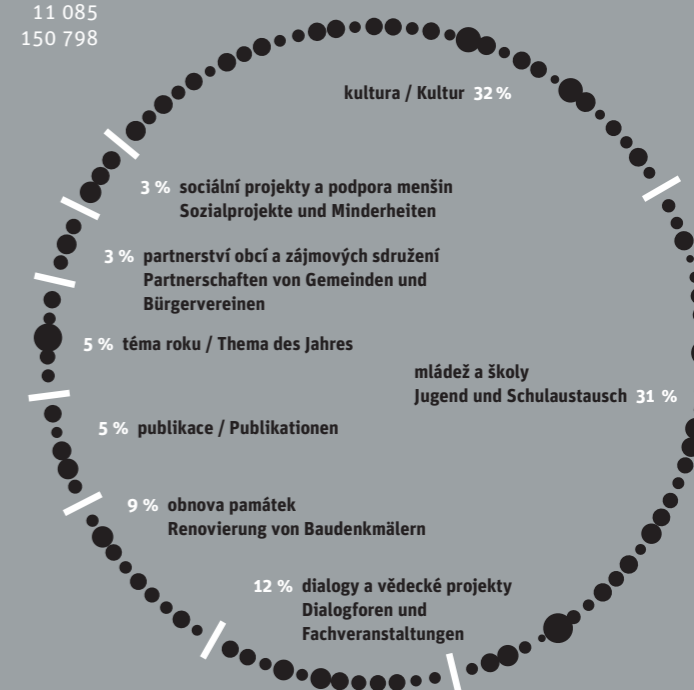 11 085
150 798
kultura / Kultur 32 %
3 % sociální projekty a podpora menšin
Sozialprojekte und Minderheiten
3 % partnerství obcí a zájmových sdružení
Partnerschaften von Gemeinden und
Bürgervereinen
5 % téma roku / Thema des Jahres
mládež a školy
Jugend und Schulaustausch 31 %
5 % publikace / Publikationen
9 % obnova památek
Renovierung von Baudenkmälern
12 % dialogy a vědecké projekty
Dialogforen und
Fachveranstaltungen